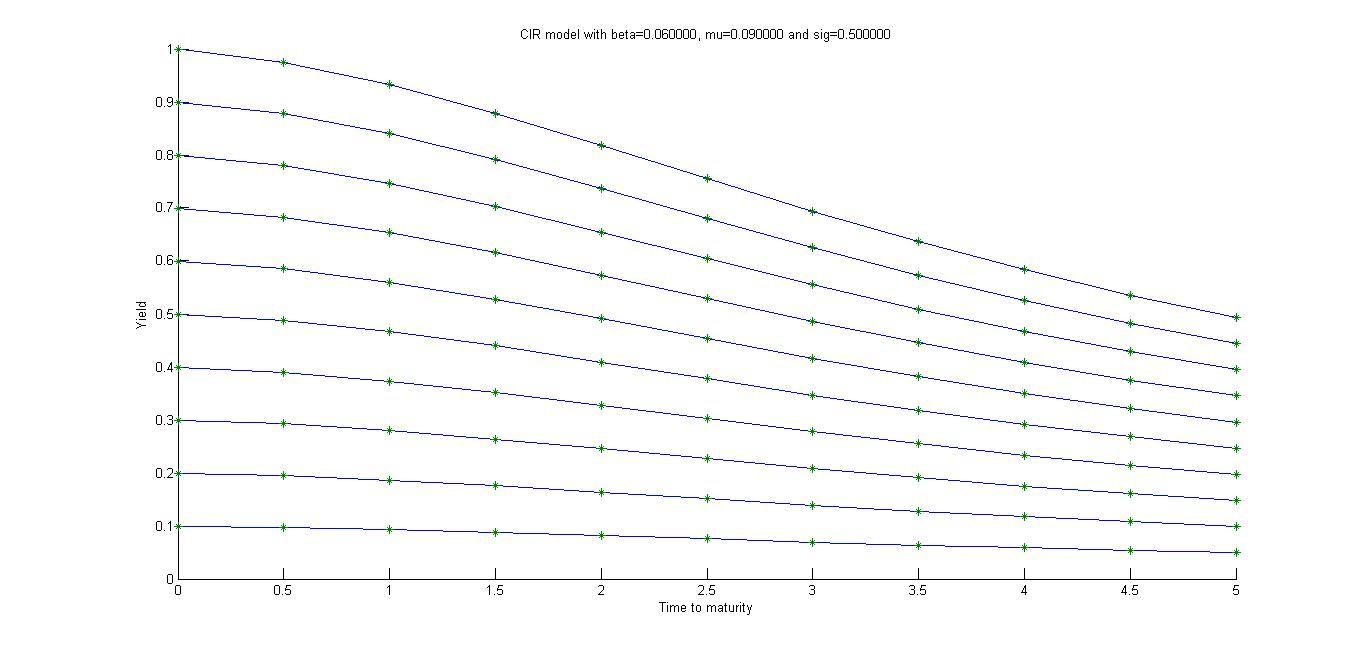 CIR model with beta=0.060000, mu=0.090000 and sig=0.500000
1
0.9
0.8
0.7
0.6
0.5
0.4
0.3
0.2
0.1
0
Yield
0 0.5 1 1.5 2 2.5 3 3.5 4 4.5 5
Time to maturity